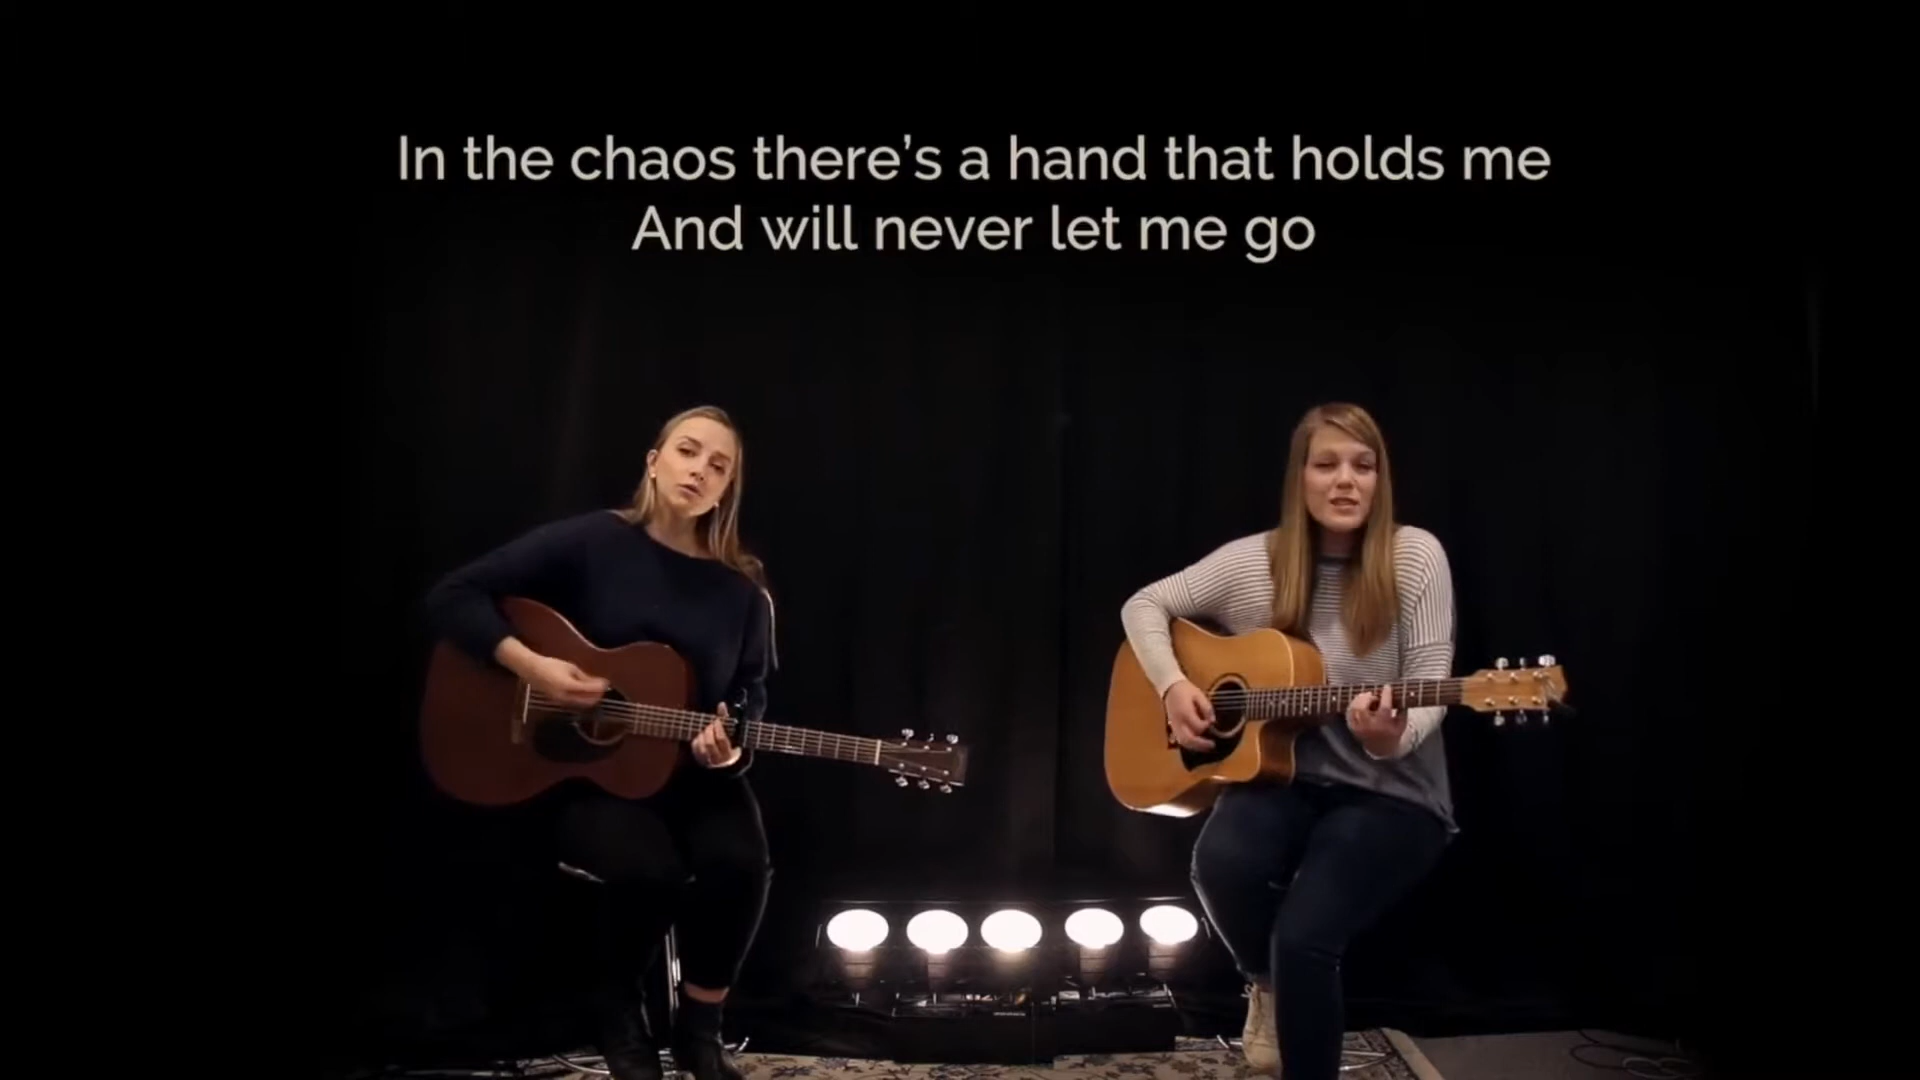 In the chaos there’s a hand that holds me
And will never let me go